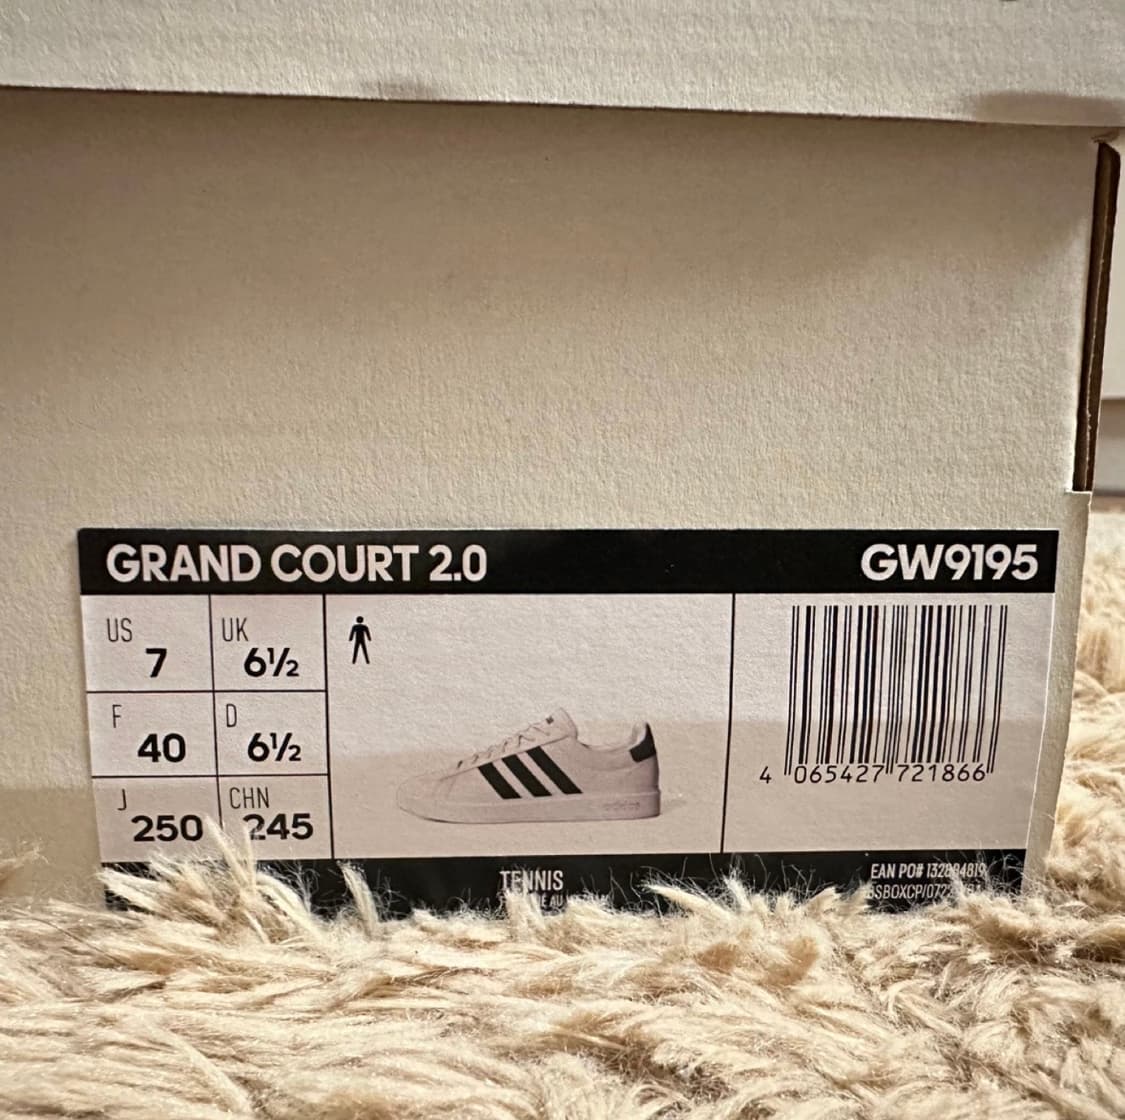 GRAND COURT 2.0 GW9195
US 7 UK 6½
F 40 D 6½
J 250 CHN 245
adidas
4 065427 721866
TENNIS
EAN PO#